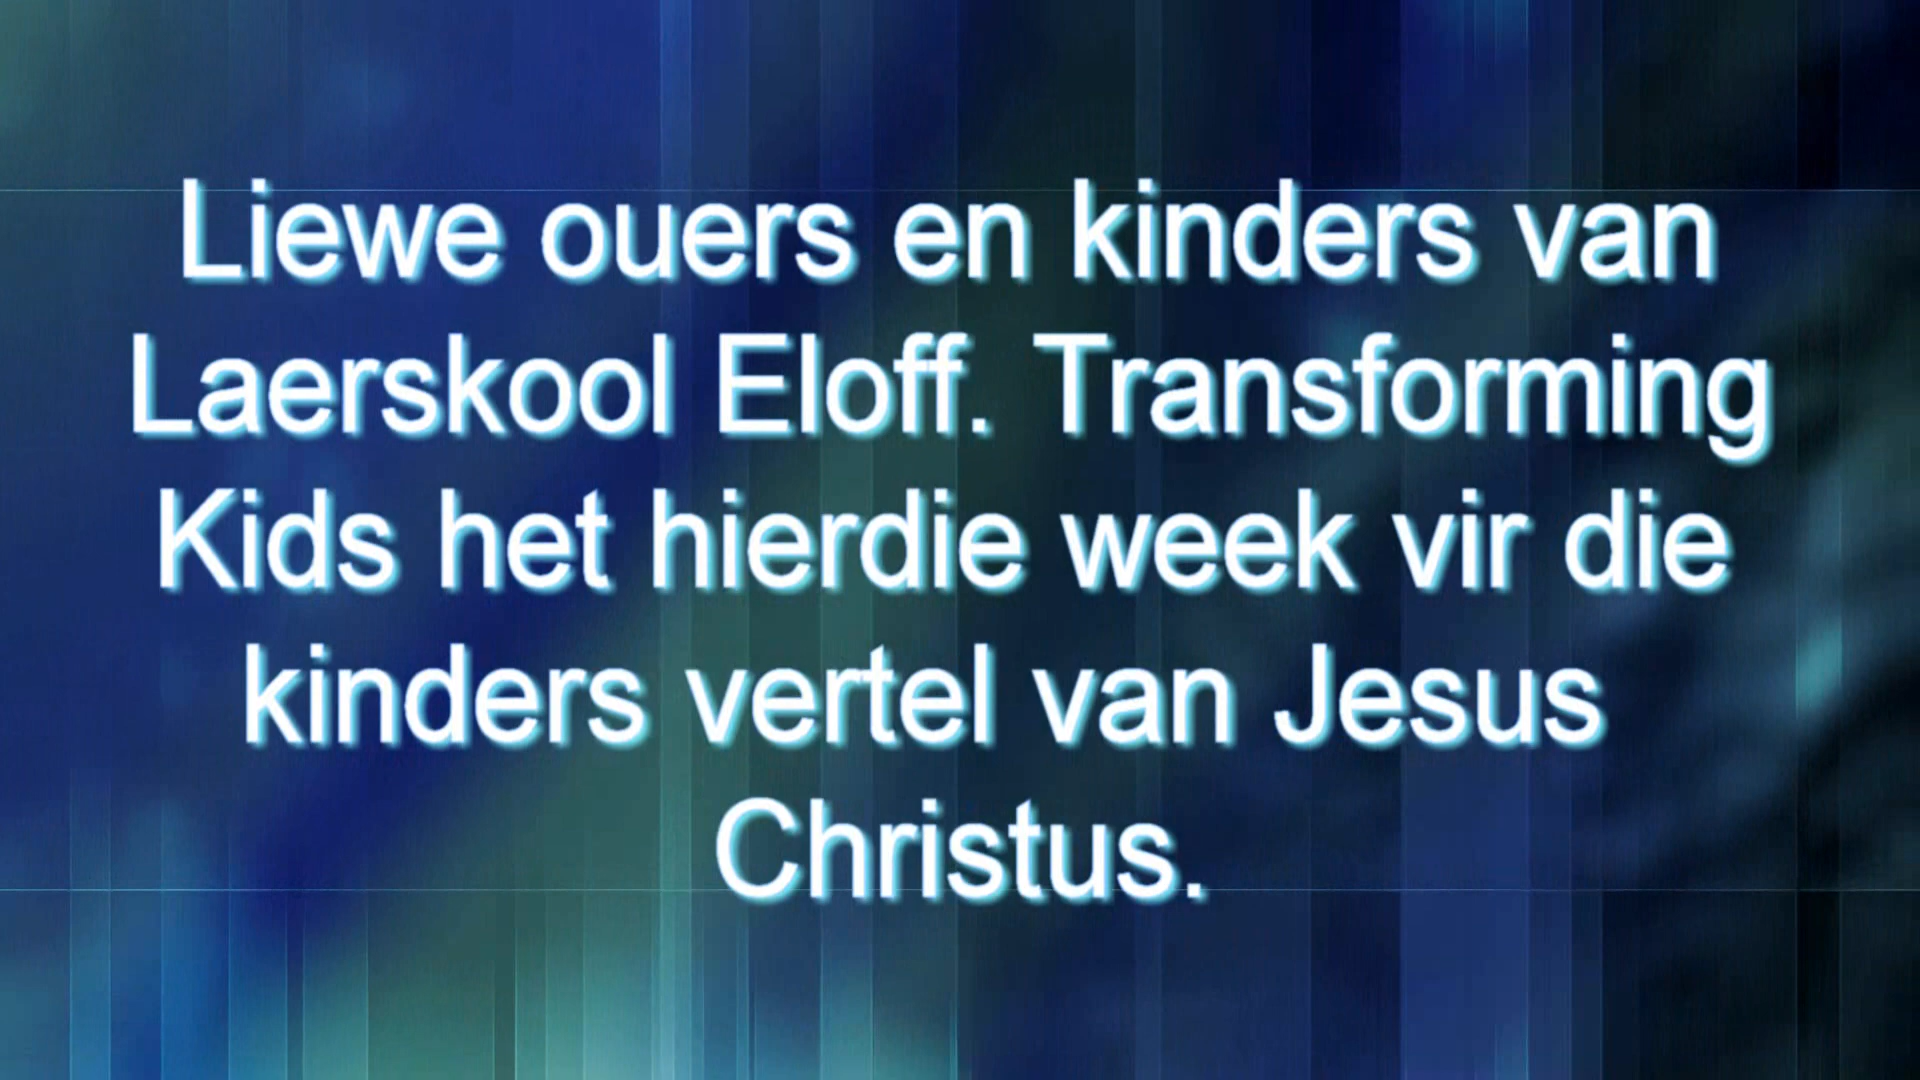 Liewe ouers en kinders van
Laerskool Eloff. Transforming
Kids het hierdie week vir die
kinders vertel van Jesus
Christus.